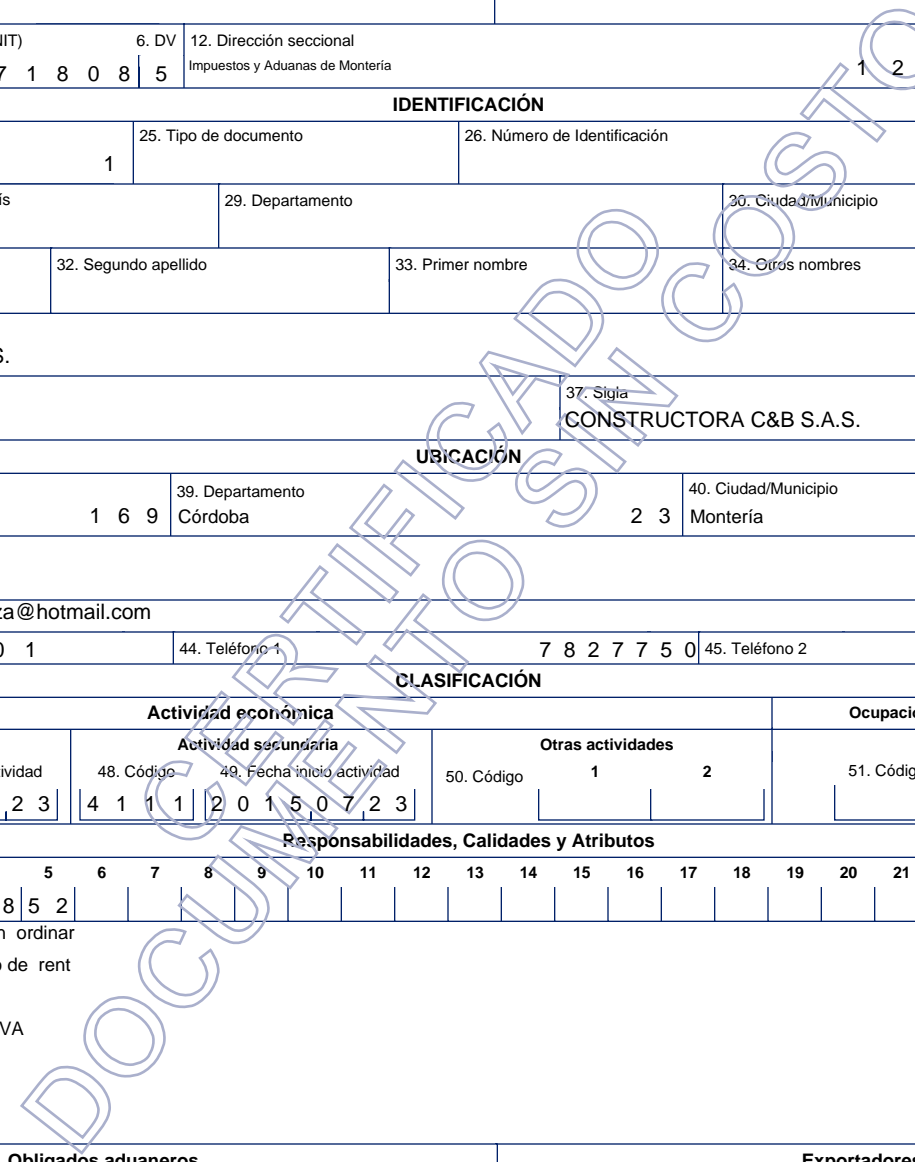 NIT) 6. DV 12. Dirección seccional
7 1 8 0 8 5 Impuestos y Aduanas de Montería 1 2
IDENTIFICACIÓN
25. Tipo de documento 26. Número de Identificación
1
ís 29. Departamento 30. Ciudad/Municipio
32. Segundo apellido 33. Primer nombre 34. Otros nombres
S.
37. Sigla
CONSTRUCTORA C&B S.A.S.
UBICACIÓN
39. Departamento 40. Ciudad/Municipio
1 6 9 Córdoba 2 3 Montería
za@hotmail.com
0 1 44. Teléfono 1 7 8 2 7 7 5 0 45. Teléfono 2
CLASIFICACIÓN
Actividad económica Ocupació
Actividad secundaria Otras actividades
ividad 48. Código 49. Fecha inicio actividad 50. Código 1 2 51. Códig
2 3 4 1 1 1 2 0 1 5 0 7 2 3
Responsabilidades, Calidades y Atributos
5 6 7 8 9 10 11 12 13 14 15 16 17 18 19 20 21
8 5 2
n ordinar
o de rent
VA
Obligados aduaneros Exportadores
CERTIFICADO
DOCUMENTO SIN COSTO